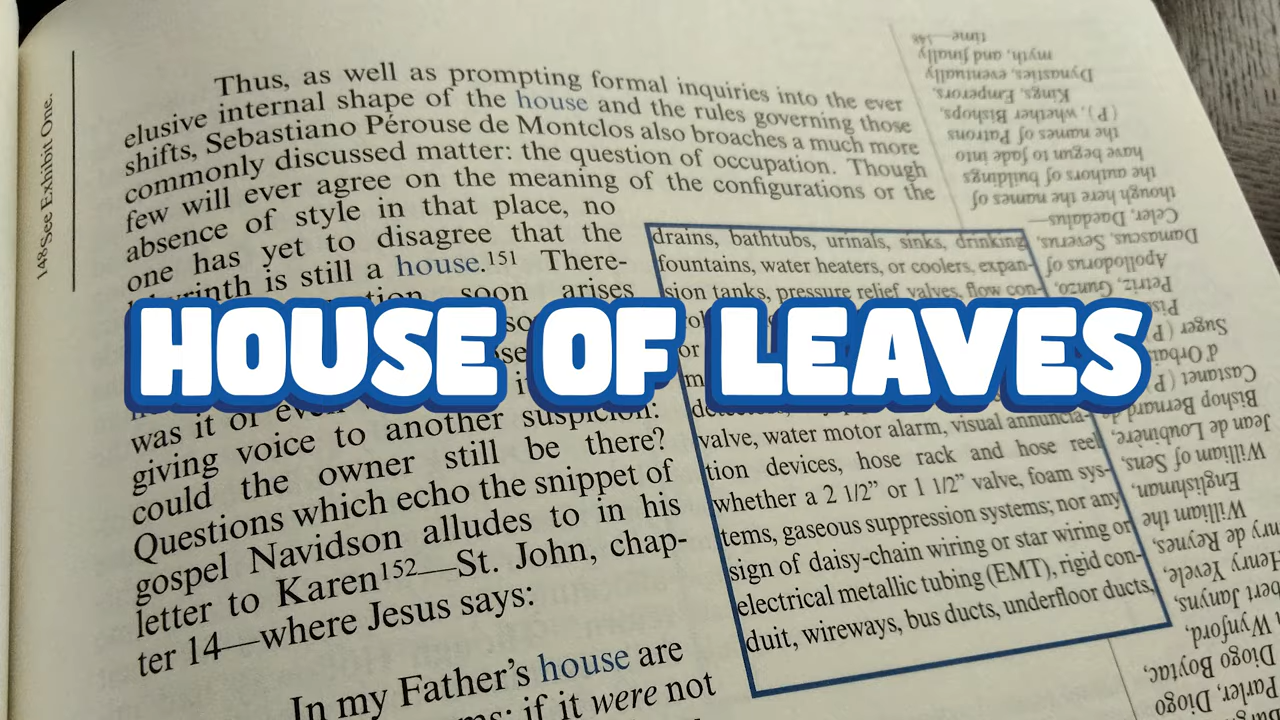 148See Exhibit One.
Thus, as well as prompting formal inquiries into the ever
elusive internal shape of the house and the rules governing those
shifts, Sebastiano Pérouse de Montclos also broaches a much more
commonly discussed matter: the question of occupation. Though
few will ever agree on the meaning of the configurations or the
absence of style in that place, no
one has yet to disagree that the
labyrinth is still a house.151 There-
soon arises
HOUSE OF LEAVES
was it or even
giving voice to another suspicion:
could the owner still be there?
Questions which echo the snippet of
gospel Navidson alludes to in his
letter to Karen152—St. John, chap-
ter 14—where Jesus says:
In my Father's house are
if it were not
drains, bathtubs, urinals, sinks, drinking
fountains, water heaters, or coolers, expan-
sion tanks, pressure relief valves, flow con-
or
valve, water motor alarm, visual annuncia-
tion devices, hose rack and hose reel
whether a 2 1/2" or 1 1/2" valve, foam sys-
tems, gaseous suppression systems; nor any
sign of daisy-chain wiring or star wiring or
electrical metallic tubing (EMT), rigid con-
duit, wireways, bus ducts, underfloor ducts,
Parler, Diogo
Diogo Boytac,
Wynford,
Janyns,
Henry Yevele,
de Reynes,
William the
Englishman,
William of Sens,
Jean de Loubinère,
Bishop Bernard de
Castanet (P)
d'Orbais
Suger (P)
Petriz, Gunzo,
Apollodorus of
Damascus, Severus,
Celer, Daedalus—
though here the names of
the authors of buildings
have begun to fade into
the names of Patrons
(P), whether Bishops,
Kings, Emperors,
Dynasties, eventually
myth, and finally
time—146